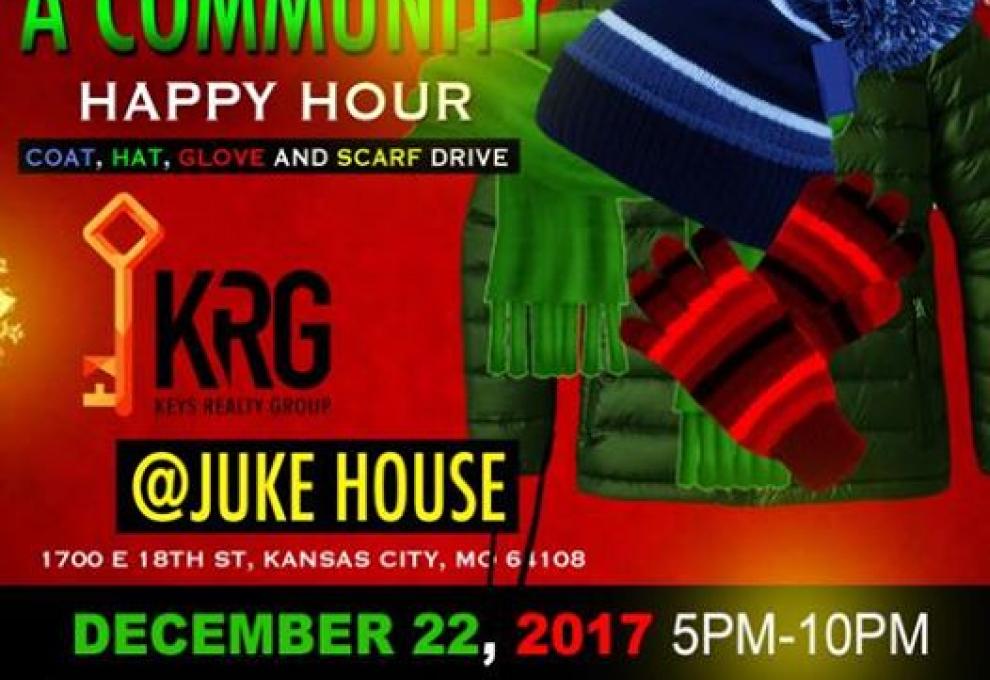 A COMMUNITY
HAPPY HOUR
COAT, HAT, GLOVE AND SCARF DRIVE
KRG
KEYS REALTY GROUP
@JUKE HOUSE
1700 E 18TH ST, KANSAS CITY, MO 64108
DECEMBER 22, 2017 5PM-10PM